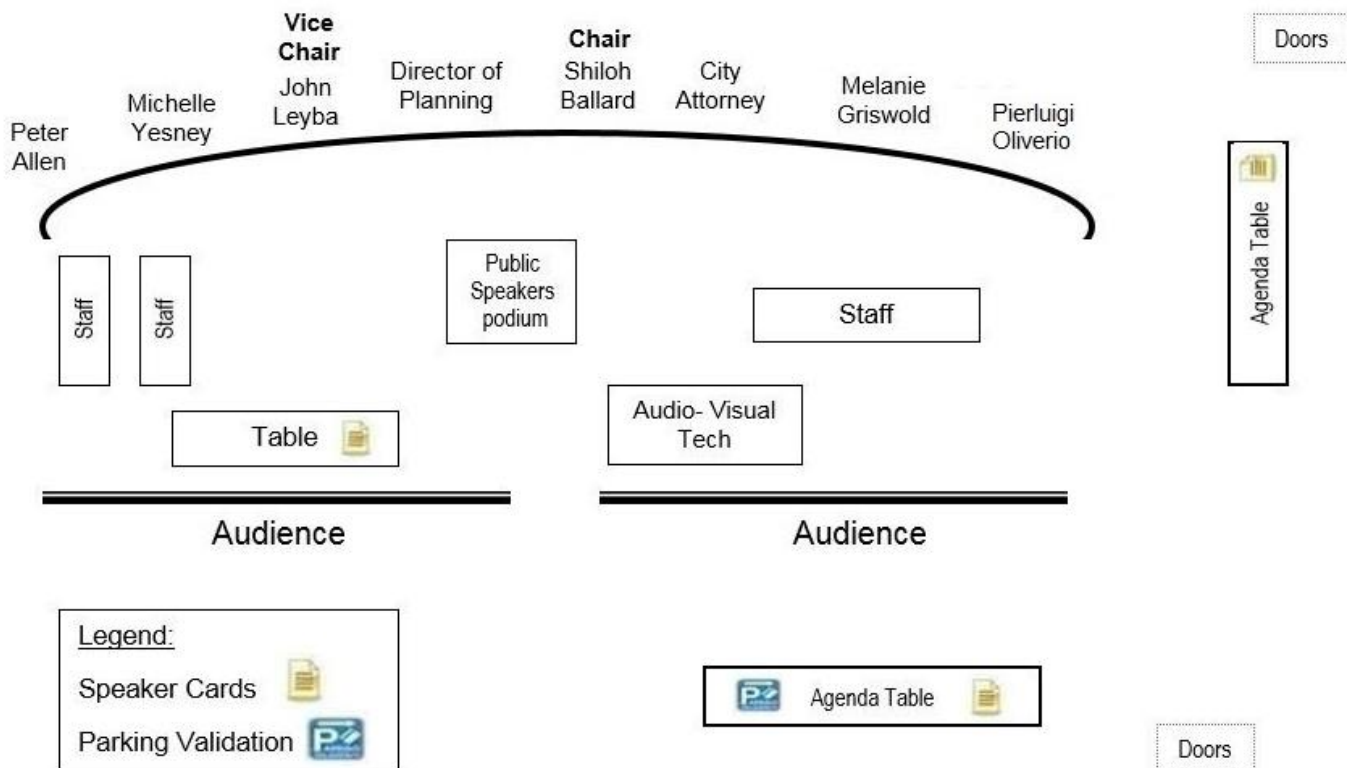 Vice
Chair
John
Leyba
Chair
Shiloh
Ballard
Director of
Planning
City
Attorney
Melanie
Griswold
Michelle
Yesney
Pierluigi
Oliverio
Peter
Allen
Doors
Agenda Table
Staff
Staff
Public
Speakers
podium
Staff
Table
Audio- Visual
Tech
Audience
Audience
Legend:
Speaker Cards
Parking Validation
Agenda Table
Doors